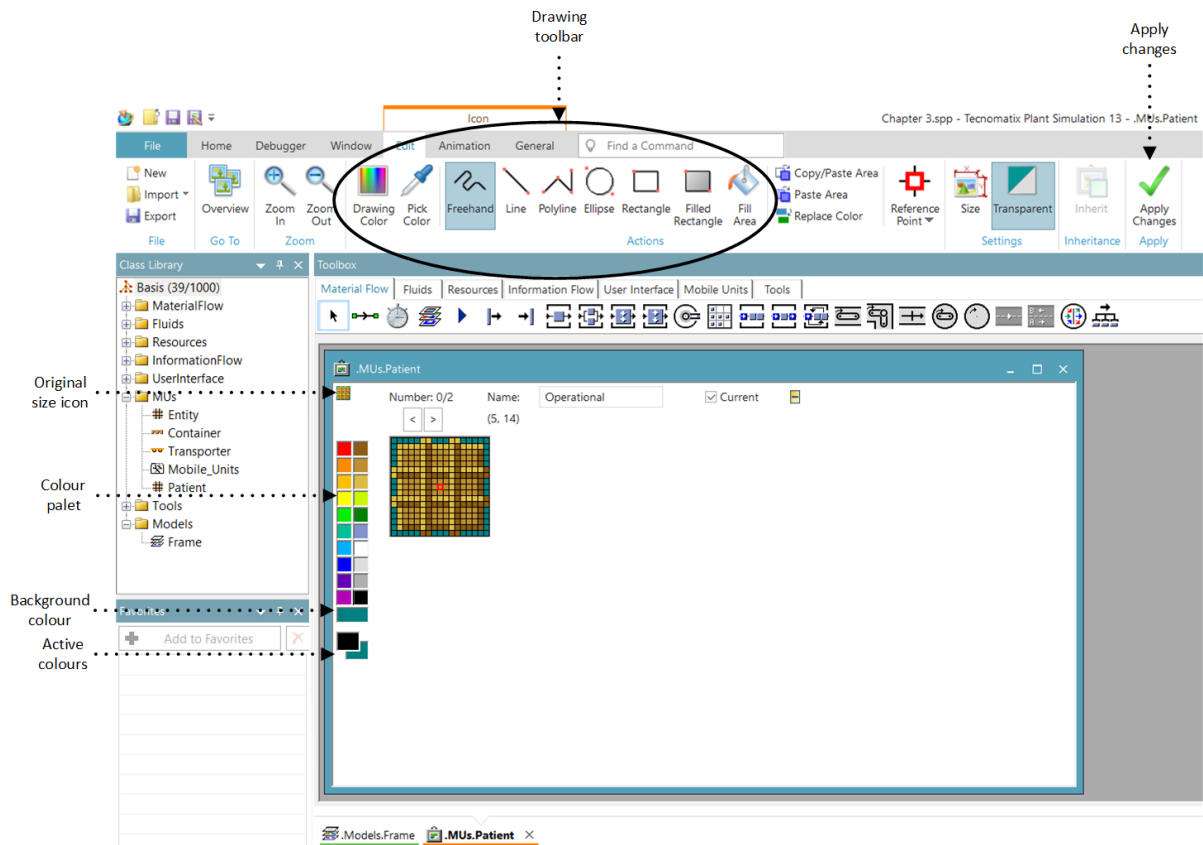 Drawing
toolbar
Apply
changes
Icon
Chapter 3.spp - Tecnomatix Plant Simulation 13 - .MUs.Patient
File Home Debugger Window Edit Animation General Find a Command
New
Import
Export
Overview
Zoom
In
Zoom
Out
Drawing
Color
Pick
Color
Freehand
Line
Polyline
Ellipse
Rectangle
Filled
Rectangle
Fill
Area
Copy/Paste Area
Paste Area
Replace Color
Reference
Point
Size
Transparent
Inherit
Apply
Changes
File Go To Zoom Actions Settings Inheritance Apply
Class Library
Toolbox
Basis (39/1000)
MaterialFlow
Fluids
Resources
InformationFlow
UserInterface
MUs
Entity
Container
Transporter
Mobile_Units
Patient
Tools
Models
Frame
Material Flow Fluids Resources Information Flow User Interface Mobile Units Tools
.MUs.Patient
Number: 0/2 Name: Operational Current
< > (5, 14)
Original
size icon
Colour
palet
Background
colour
Active
colours
Favorites
Add to Favorites
.Models.Frame .MUs.Patient